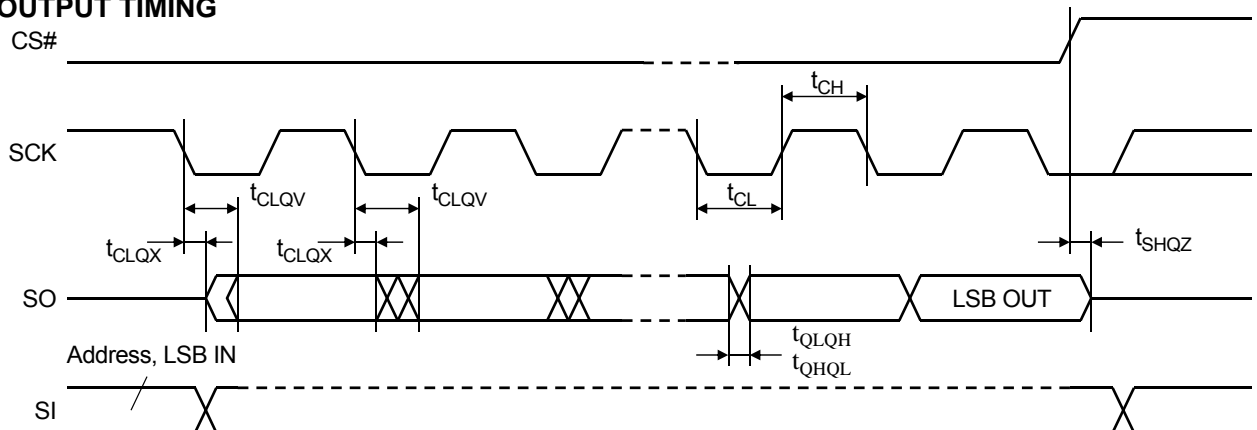 OUTPUT TIMING
CS#
tCH
SCK
tCLQV
tCLQV
tCL
tCLQX
tCLQX
tSHQZ
SO
LSB OUT
tQLQH
tQHQL
Address, LSB IN
SI